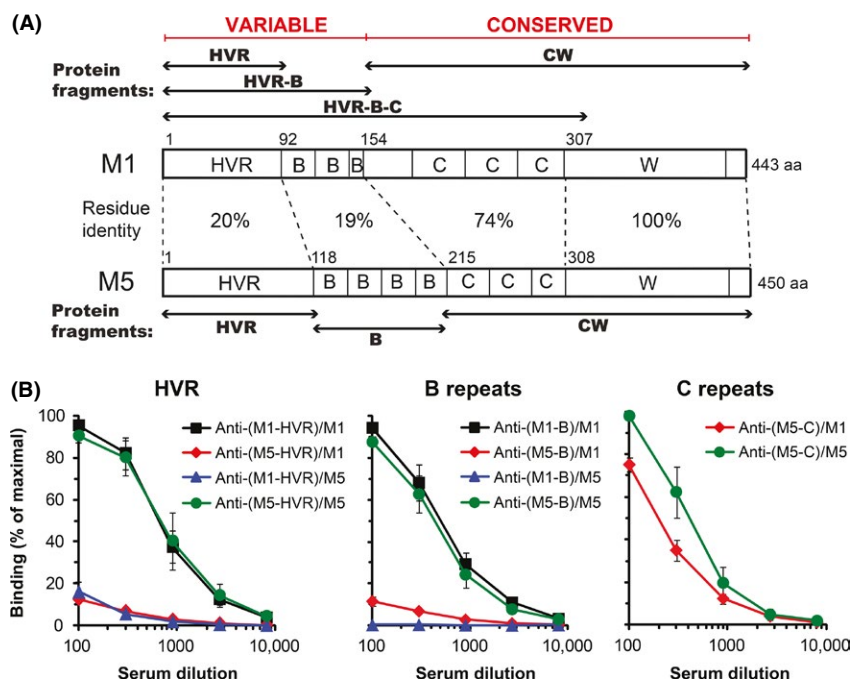 (A)
VARIABLE CONSERVED
HVR CW
Protein fragments:
HVR-B
HVR-B-C
1 92 154 307
M1 HVR B B B C C C W 443 aa
Residue identity 20% 19% 74% 100%
1 118 215 308
M5 HVR B B B B C C C W 450 aa
Protein fragments: HVR B CW
(B)
HVR B repeats C repeats
Binding (% of maximal)
100
80
60
40
20
0
Anti-(M1-HVR)/M1
Anti-(M5-HVR)/M1
Anti-(M1-HVR)/M5
Anti-(M5-HVR)/M5
Anti-(M1-B)/M1
Anti-(M5-B)/M1
Anti-(M1-B)/M5
Anti-(M5-B)/M5
Anti-(M5-C)/M1
Anti-(M5-C)/M5
100 1000 10,000
100 1000 10,000
100 1000 10,000
Serum dilution Serum dilution Serum dilution